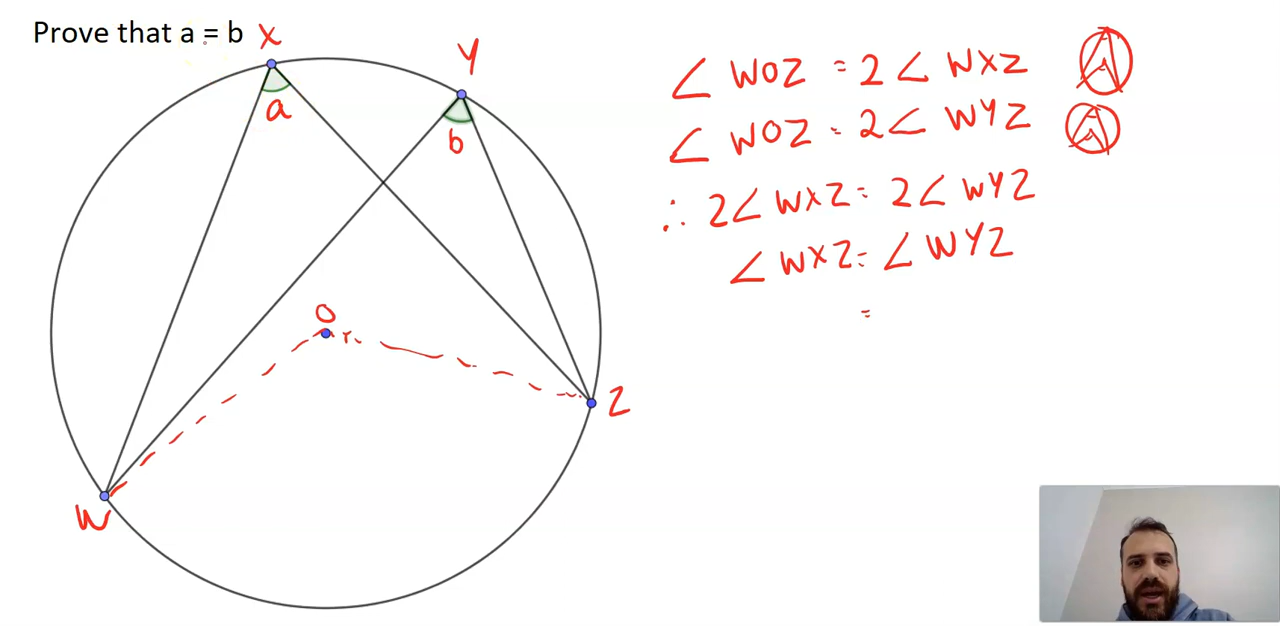 Prove that a = b
X
Y
a
b
O
r
Z
W
∠ WOZ = 2∠ WXZ Ⓐ
∠ WOZ = 2∠ WYZ Ⓐ
∴ 2∠ WXZ = 2∠ WYZ
∠ WXZ = ∠ WYZ
=